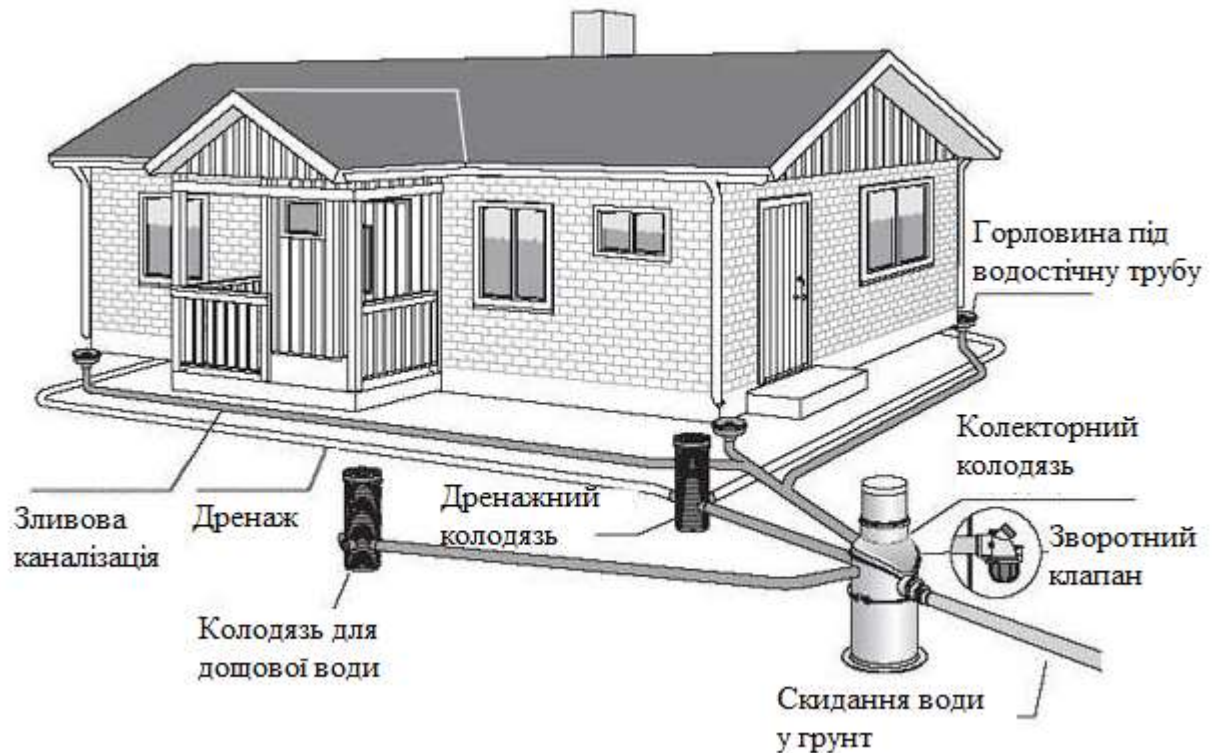 Горловина під
водостічну трубу
Колекторний
колодязь
Зливова
каналізація
Дренаж
Дренажний
колодязь
Зворотний
клапан
Колодязь для
дощової води
Скидання води
у грунт